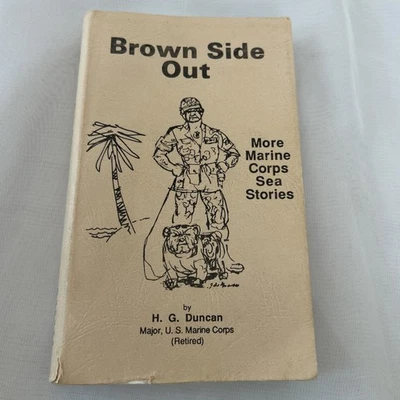 Brown Side
Out
More
Marine
Corps
Sea
Stories
by
H. G. Duncan
Major, U. S. Marine Corps
(Retired)